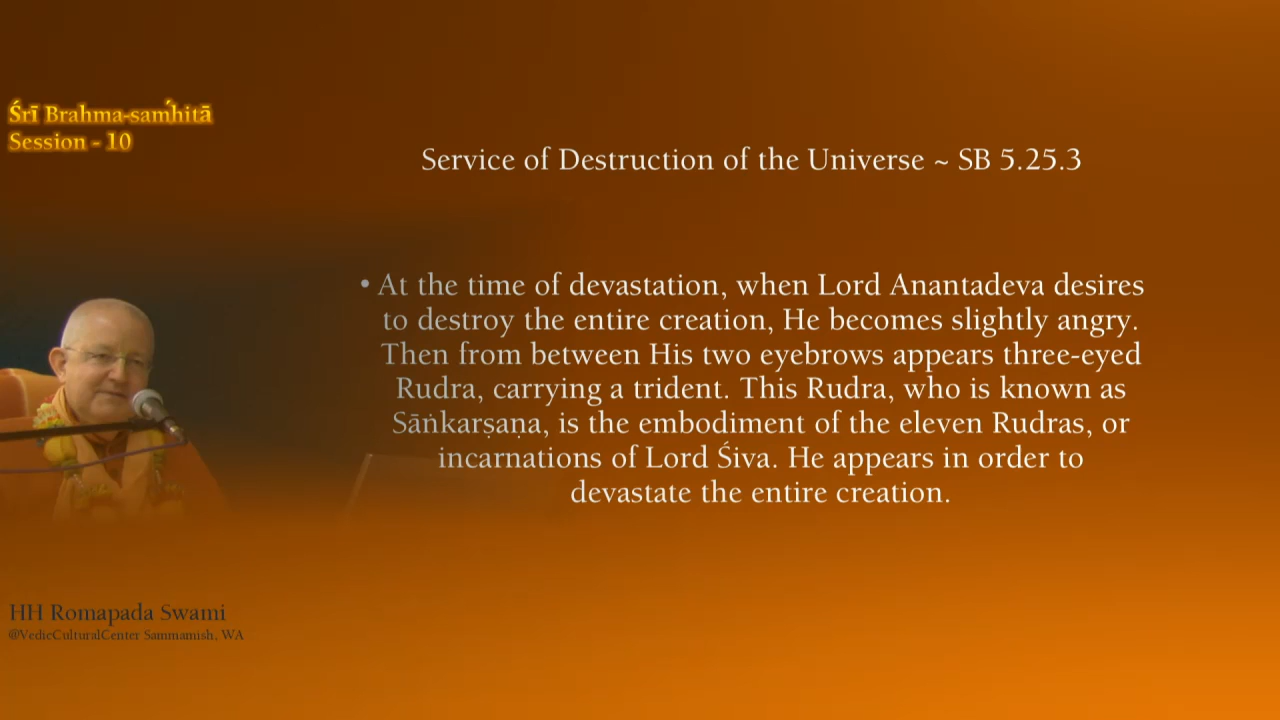 Śrī Brahma-saḿhitā
Session - 10
Service of Destruction of the Universe ~ SB 5.25.3
• At the time of devastation, when Lord Anantadeva desires
to destroy the entire creation, He becomes slightly angry.
Then from between His two eyebrows appears three-eyed
Rudra, carrying a trident. This Rudra, who is known as
Sāṅkarṣaṇa, is the embodiment of the eleven Rudras, or
incarnations of Lord Śiva. He appears in order to
devastate the entire creation.
HH Romapada Swami
@VedicCulturalCenter Sammamish, WA